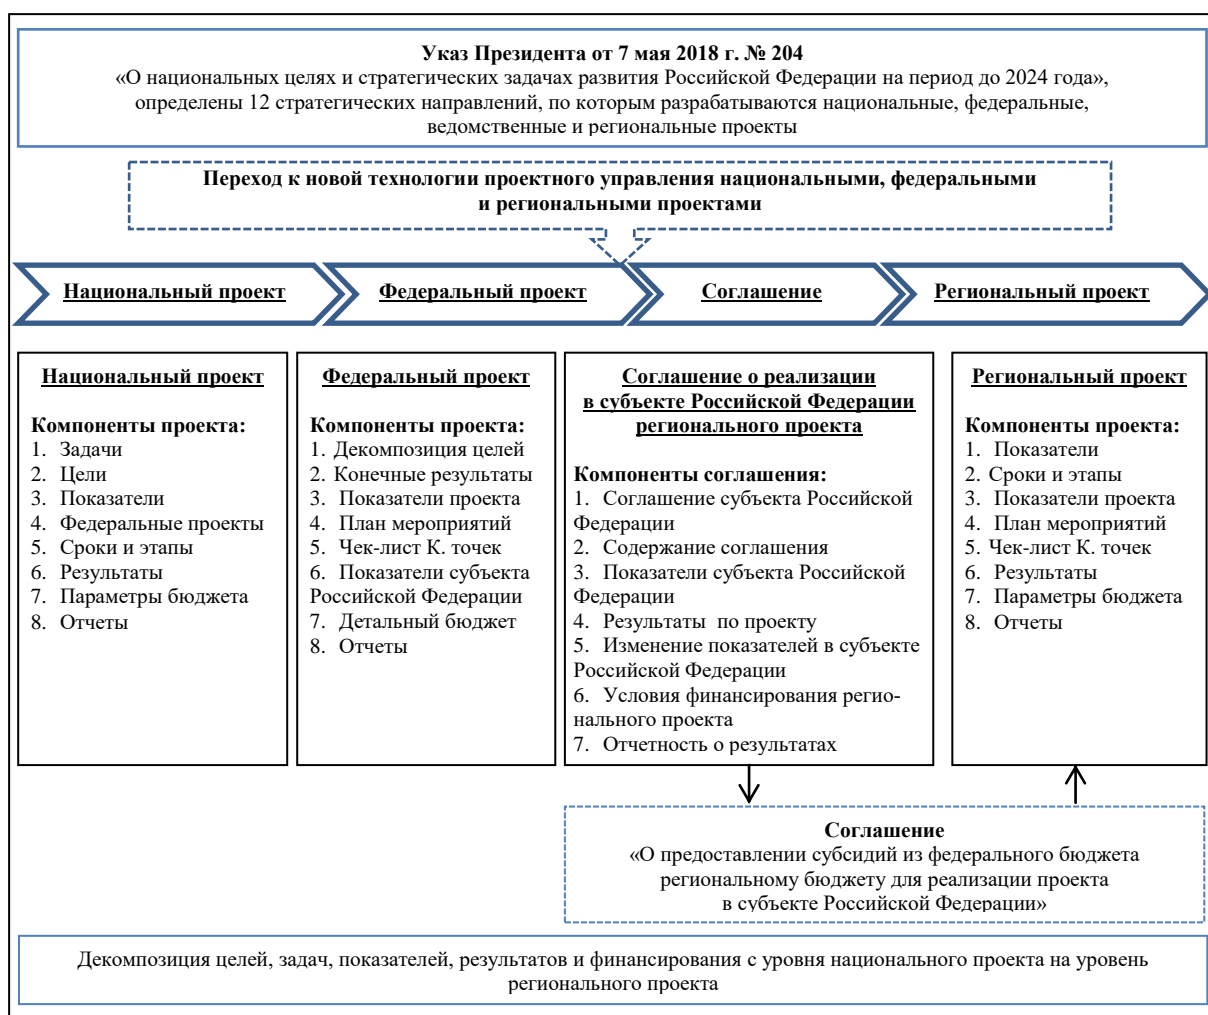 Указ Президента от 7 мая 2018 г. № 204
«О национальных целях и стратегических задачах развития Российской Федерации на период до 2024 года»,
определены 12 стратегических направлений, по которым разрабатываются национальные, федеральные,
ведомственные и региональные проекты
Переход к новой технологии проектного управления национальными, федеральными
и региональными проектами
Национальный проект
Федеральный проект
Соглашение
Региональный проект
Национальный проект
Компоненты проекта:
1. Задачи
2. Цели
3. Показатели
4. Федеральные проекты
5. Сроки и этапы
6. Результаты
7. Параметры бюджета
8. Отчеты
Федеральный проект
Компоненты проекта:
1. Декомпозиция целей
2. Конечные результаты
3. Показатели проекта
4. План мероприятий
5. Чек-лист К. точек
6. Показатели субъекта
Российской Федерации
7. Детальный бюджет
8. Отчеты
Соглашение о реализации
в субъекте Российской Федерации
регионального проекта
Компоненты соглашения:
1. Соглашение субъекта Российской
Федерации
2. Содержание соглашения
3. Показатели субъекта Российской
Федерации
4. Результаты по проекту
5. Изменение показателей в субъекте
Российской Федерации
6. Условия финансирования регио-
нального проекта
7. Отчетность о результатах
Региональный проект
Компоненты проекта:
1. Показатели
2. Сроки и этапы
3. Показатели проекта
4. План мероприятий
5. Чек-лист К. точек
6. Результаты
7. Параметры бюджета
8. Отчеты
Соглашение
«О предоставлении субсидий из федерального бюджета
региональному бюджету для реализации проекта
в субъекте Российской Федерации»
Декомпозиция целей, задач, показателей, результатов и финансирования с уровня национального проекта на уровень
регионального проекта